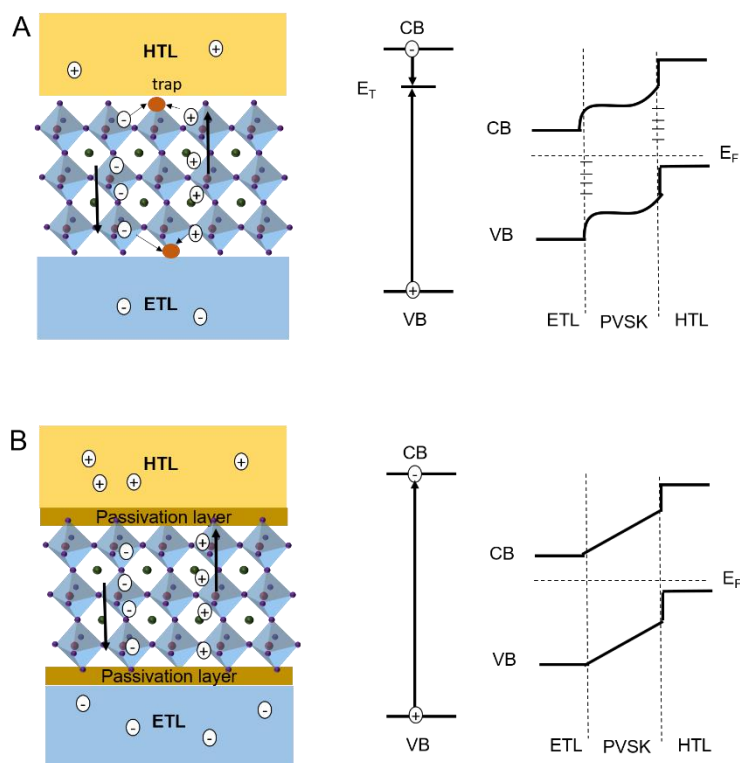 A
HTL
+
+
trap
-
+
-
+
-
+
-
+
ETL
-
-
CB
-
E_T
+
VB
CB
E_F
VB
ETL PVSK HTL
B
HTL
+
+
+
+
Passivation layer
-
+
-
+
-
+
-
+
Passivation layer
ETL
-
-
-
-
CB
-
+
VB
CB
E_F
VB
ETL PVSK HTL